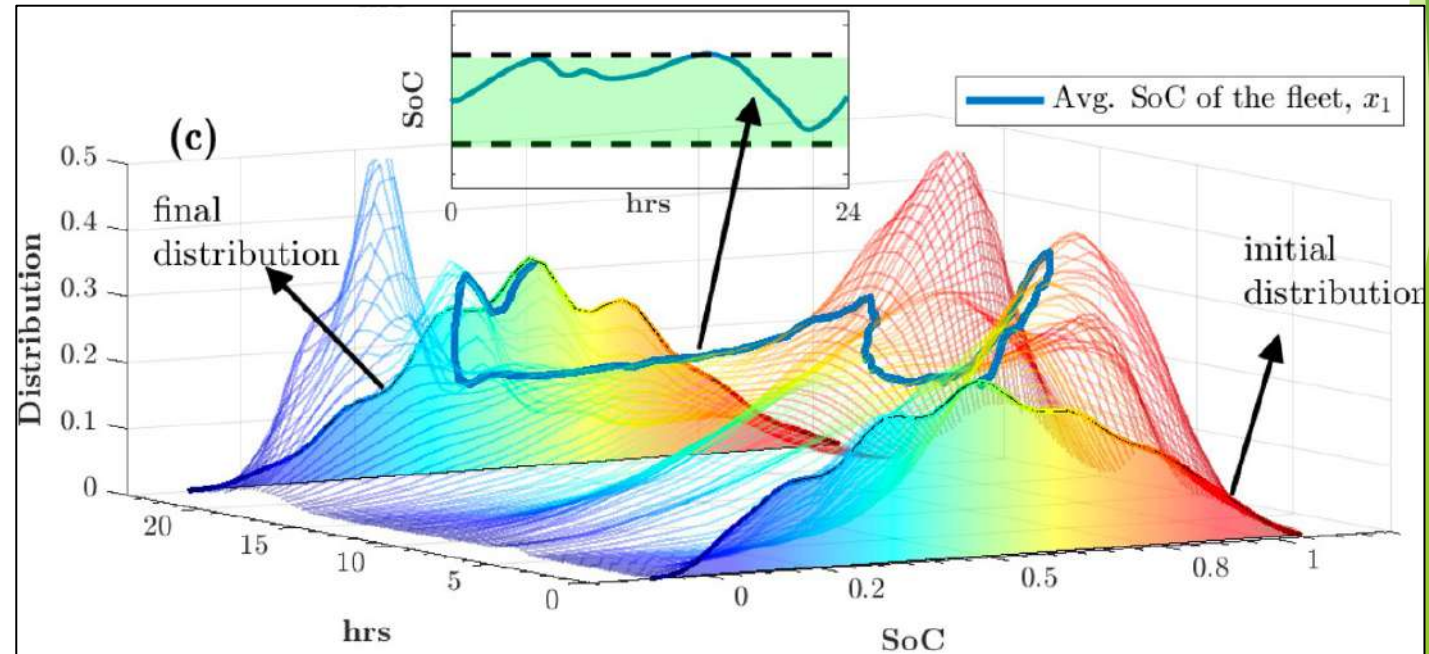 SoC
0
hrs
24
Avg. SoC of the fleet, x₁
(c)
final
distribution
initial
distribution
Distribution
0.5
0.4
0.3
0.2
0.1
0
20
15
10
5
0
hrs
0
0.2
0.5
0.8
1
SoC